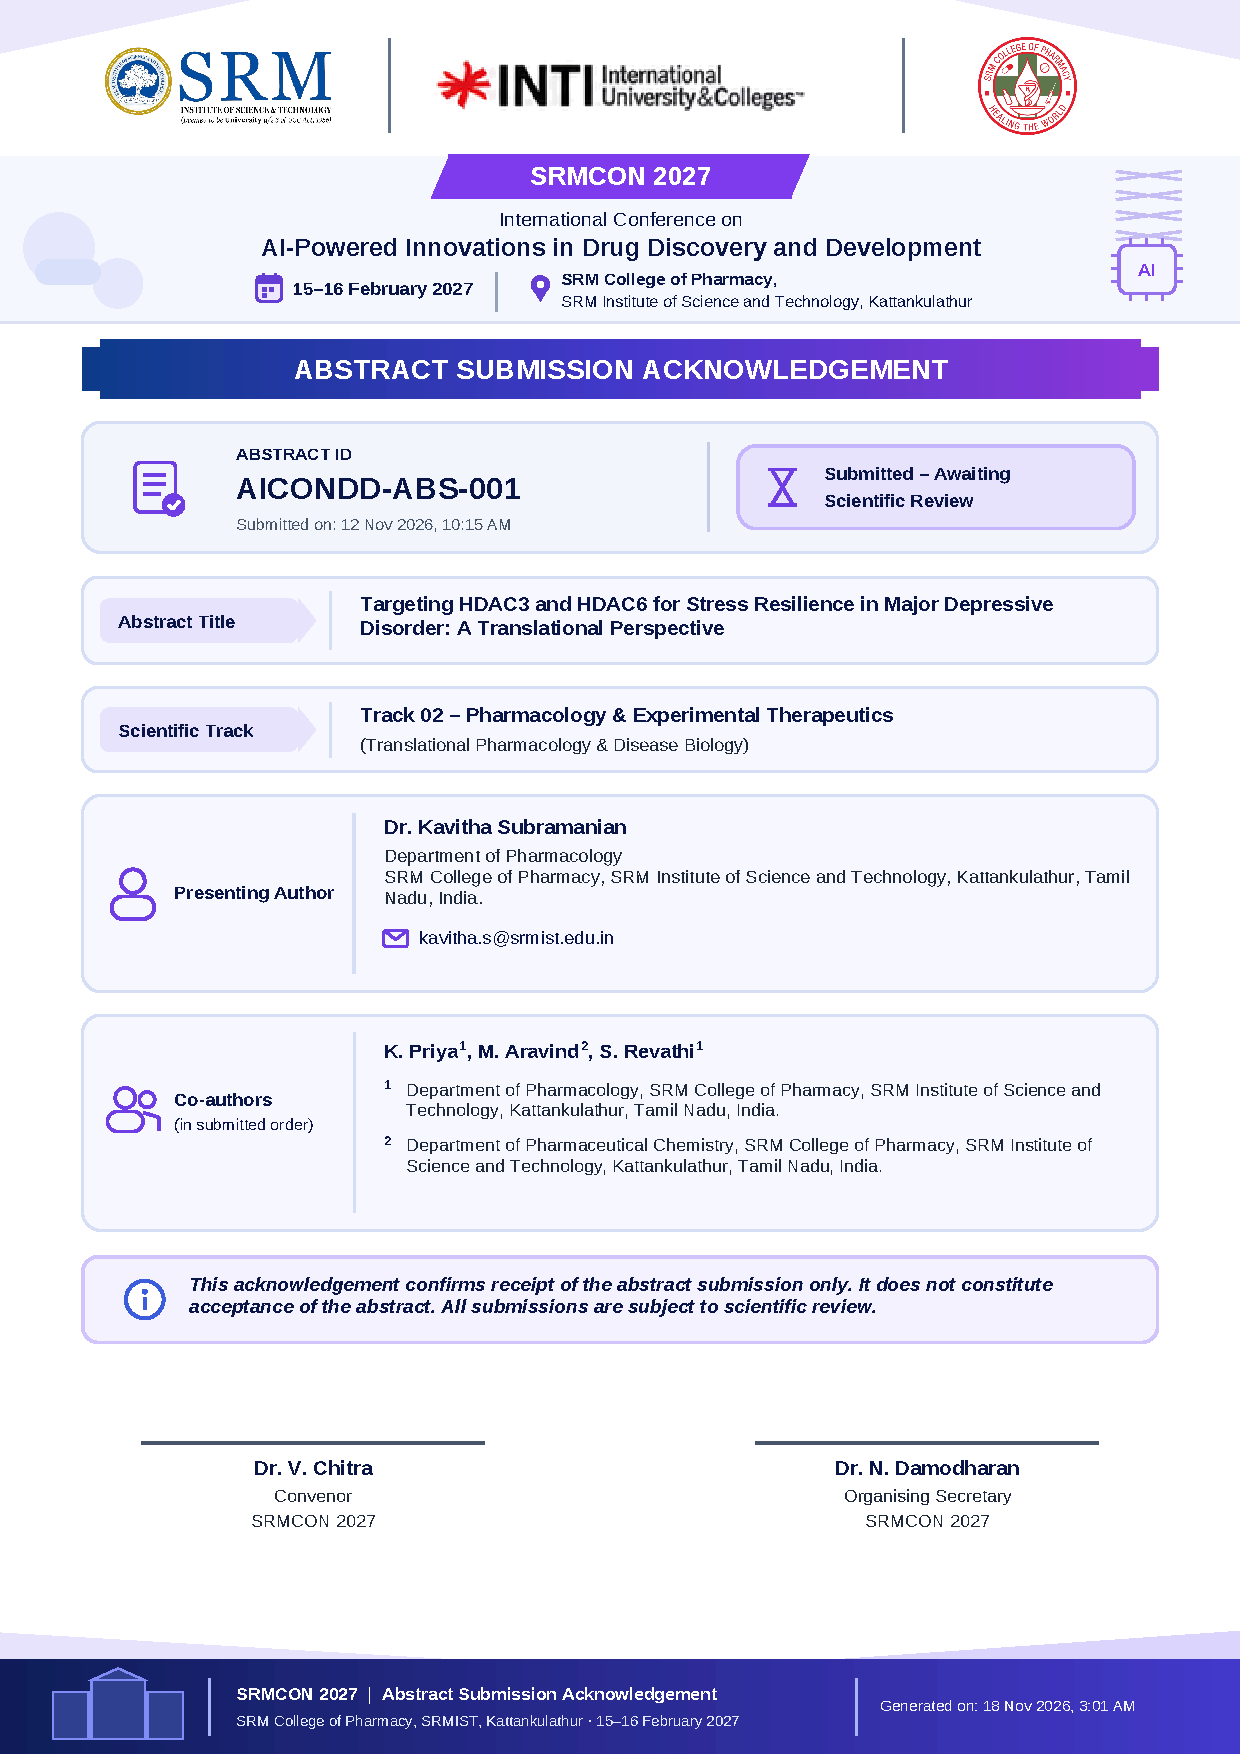 SRM
INSTITUTE OF SCIENCE & TECHNOLOGY
(Deemed to be University u/s 3 of UGC Act, 1956)
INTI International
University&Colleges
SRM COLLEGE OF PHARMACY
HEALING THE WORLD
SRMCON 2027
International Conference on
AI-Powered Innovations in Drug Discovery and Development
15–16 February 2027
SRM College of Pharmacy,
SRM Institute of Science and Technology, Kattankulathur
AI
ABSTRACT SUBMISSION ACKNOWLEDGEMENT
ABSTRACT ID
AICONDD-ABS-001
Submitted on: 12 Nov 2026, 10:15 AM
Submitted – Awaiting
Scientific Review
Abstract Title
Targeting HDAC3 and HDAC6 for Stress Resilience in Major Depressive
Disorder: A Translational Perspective
Scientific Track
Track 02 – Pharmacology & Experimental Therapeutics
(Translational Pharmacology & Disease Biology)
Presenting Author
Dr. Kavitha Subramanian
Department of Pharmacology
SRM College of Pharmacy, SRM Institute of Science and Technology, Kattankulathur, Tamil
Nadu, India.
kavitha.s@srmist.edu.in
Co-authors
(in submitted order)
K. Priya¹, M. Aravind², S. Revathi¹
¹ Department of Pharmacology, SRM College of Pharmacy, SRM Institute of Science and
Technology, Kattankulathur, Tamil Nadu, India.
² Department of Pharmaceutical Chemistry, SRM College of Pharmacy, SRM Institute of
Science and Technology, Kattankulathur, Tamil Nadu, India.
This acknowledgement confirms receipt of the abstract submission only. It does not constitute
acceptance of the abstract. All submissions are subject to scientific review.
Dr. V. Chitra
Convenor
SRMCON 2027
Dr. N. Damodharan
Organising Secretary
SRMCON 2027
SRMCON 2027 | Abstract Submission Acknowledgement
SRM College of Pharmacy, SRMIST, Kattankulathur · 15–16 February 2027
Generated on: 18 Nov 2026, 3:01 AM